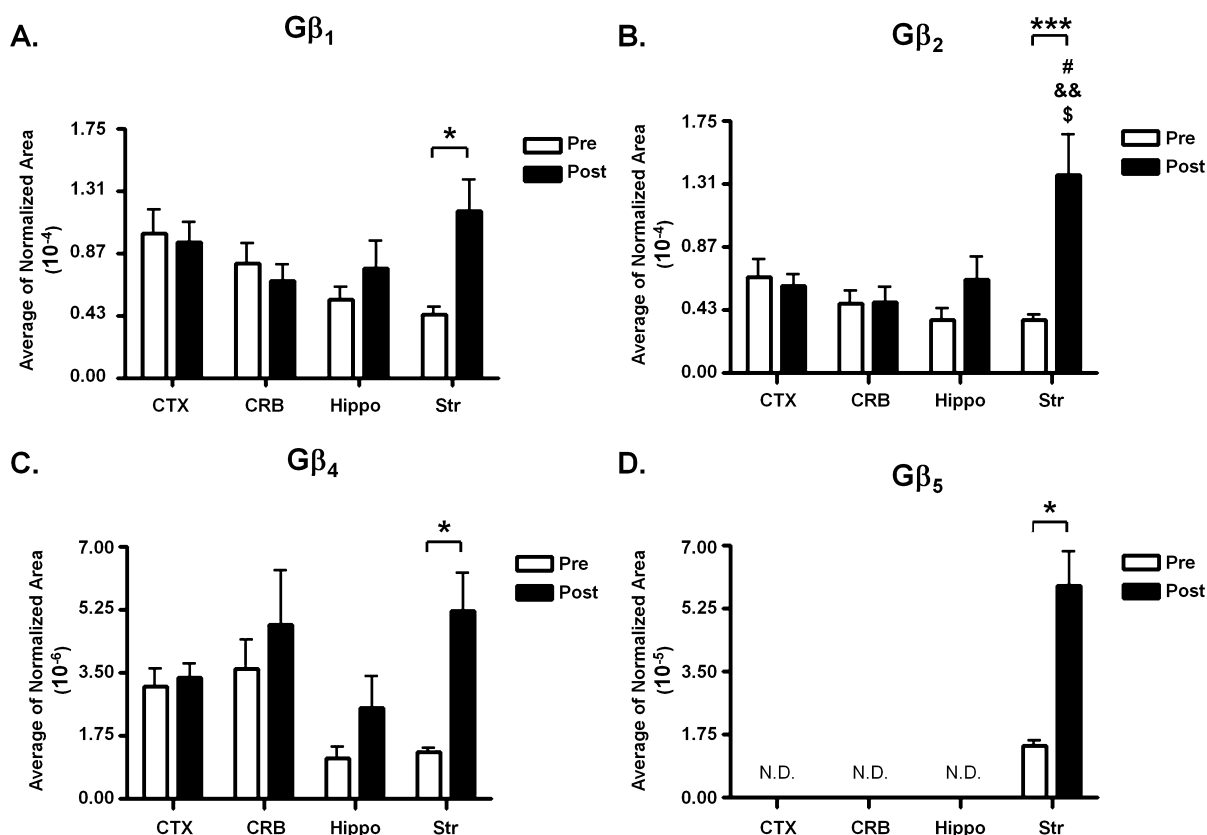 A.
Gβ1
Average of Normalized Area
(10-4)
1.75
1.31
0.87
0.43
0.00
*
Pre
Post
CTX CRB Hippo Str
B.
Gβ2
Average of Normalized Area
(10-4)
1.75
1.31
0.87
0.43
0.00
***
#
&&
$
Pre
Post
CTX CRB Hippo Str
C.
Gβ4
Average of Normalized Area
(10-6)
7.00
5.25
3.50
1.75
0.00
*
Pre
Post
CTX CRB Hippo Str
D.
Gβ5
Average of Normalized Area
(10-5)
7.00
5.25
3.50
1.75
0.00
*
Pre
Post
N.D. N.D. N.D.
CTX CRB Hippo Str